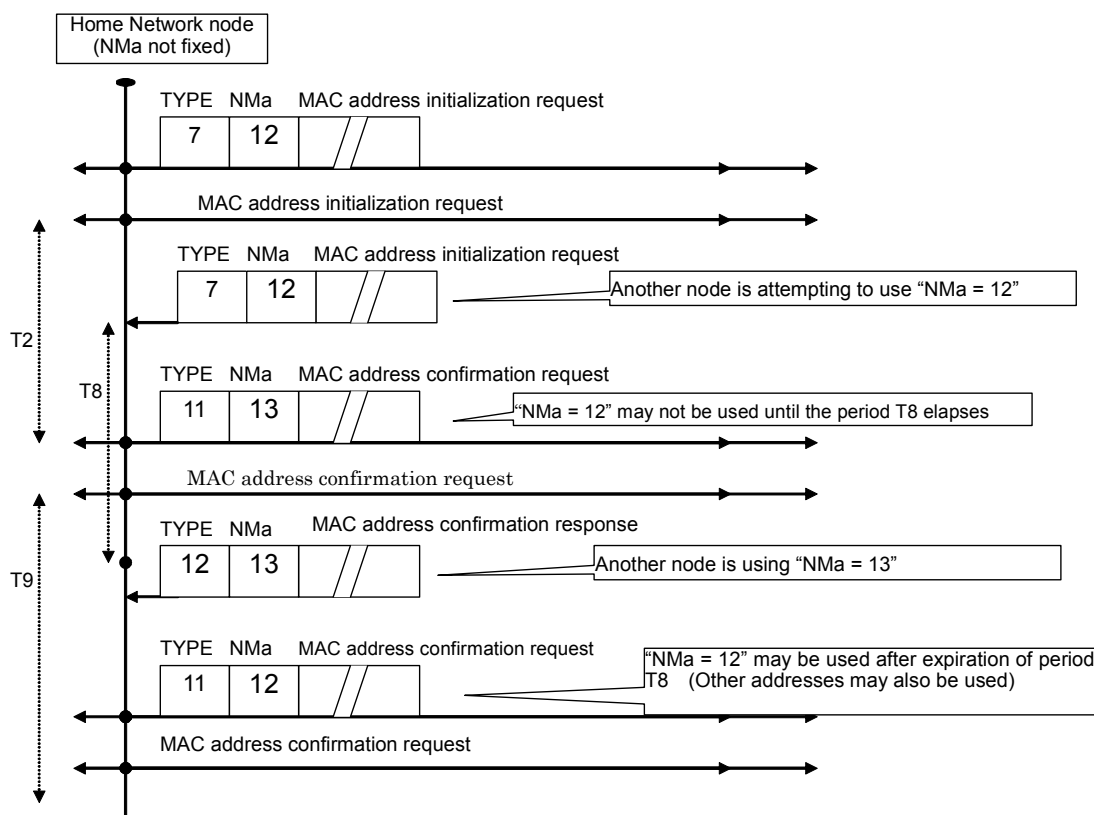 Home Network node
(NMa not fixed)
TYPE NMa MAC address initialization request
7 12
MAC address initialization request
TYPE NMa MAC address initialization request
7 12
Another node is attempting to use “NMa = 12”
T2
T8
TYPE NMa MAC address confirmation request
11 13
“NMa = 12” may not be used until the period T8 elapses
MAC address confirmation request
TYPE NMa MAC address confirmation response
12 13
Another node is using “NMa = 13”
T9
TYPE NMa MAC address confirmation request
11 12
“NMa = 12” may be used after expiration of period
T8 (Other addresses may also be used)
MAC address confirmation request